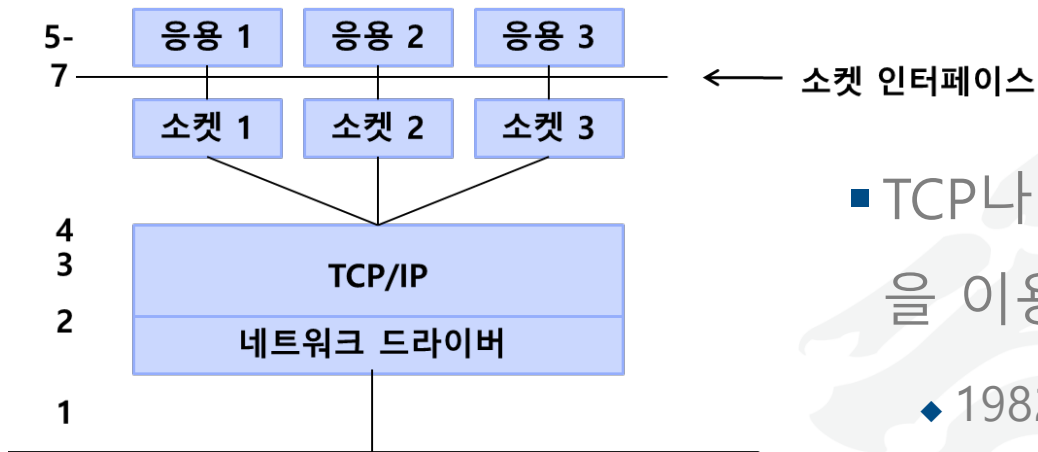 5-
7
응용 1
응용 2
응용 3
소켓 인터페이스
소켓 1
소켓 2
소켓 3
4
3
2
1
TCP/IP
네트워크 드라이버
TCP나
을 이용
198